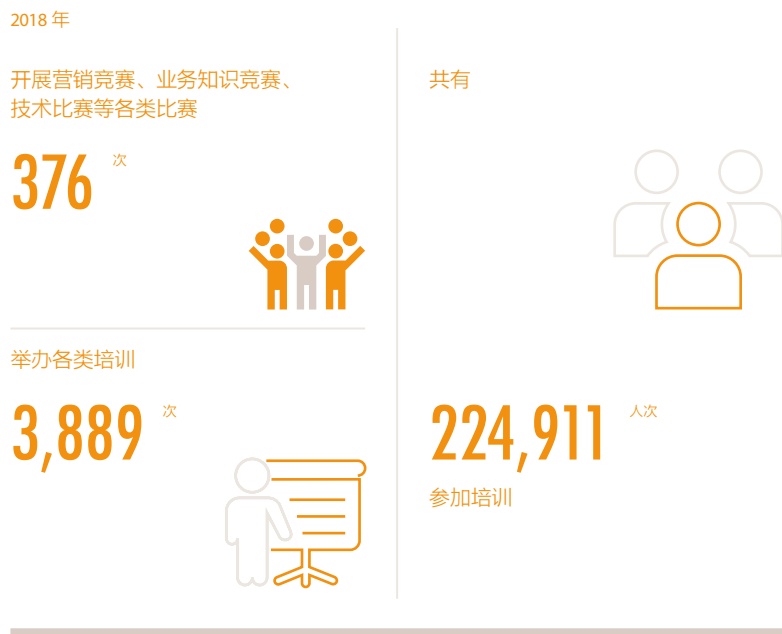 2018 年
开展营销竞赛、业务知识竞赛、
技术比赛等各类比赛
376 次
举办各类培训
3,889 次
共有
224,911 人次
参加培训